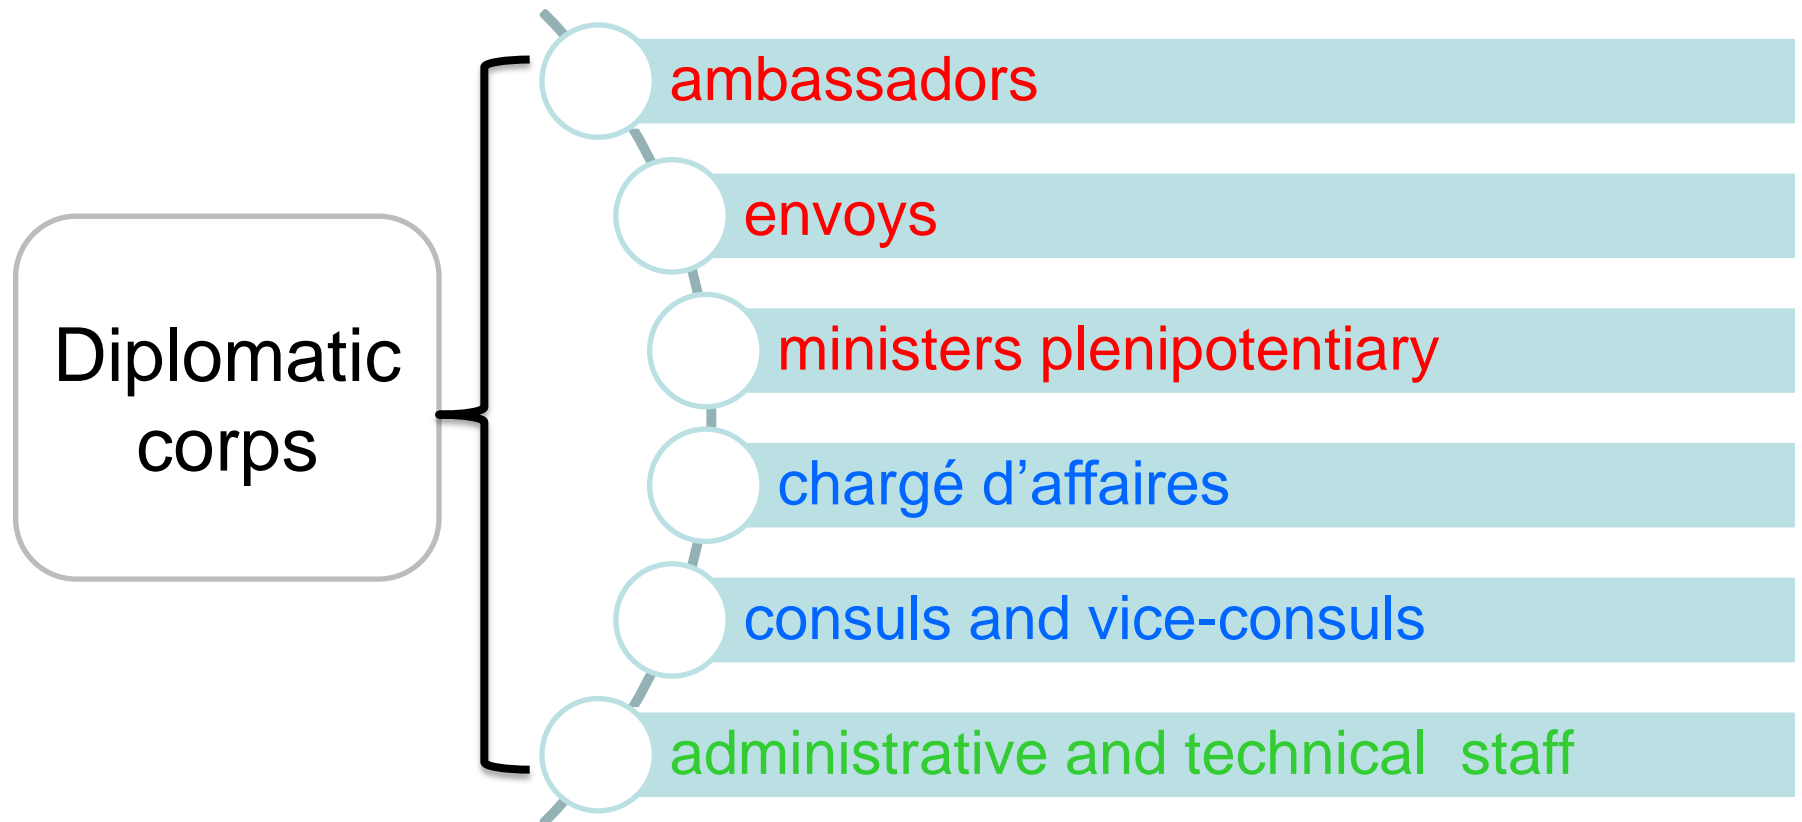 Diplomatic
corps
ambassadors
envoys
ministers plenipotentiary
chargé d’affaires
consuls and vice-consuls
administrative and technical  staff